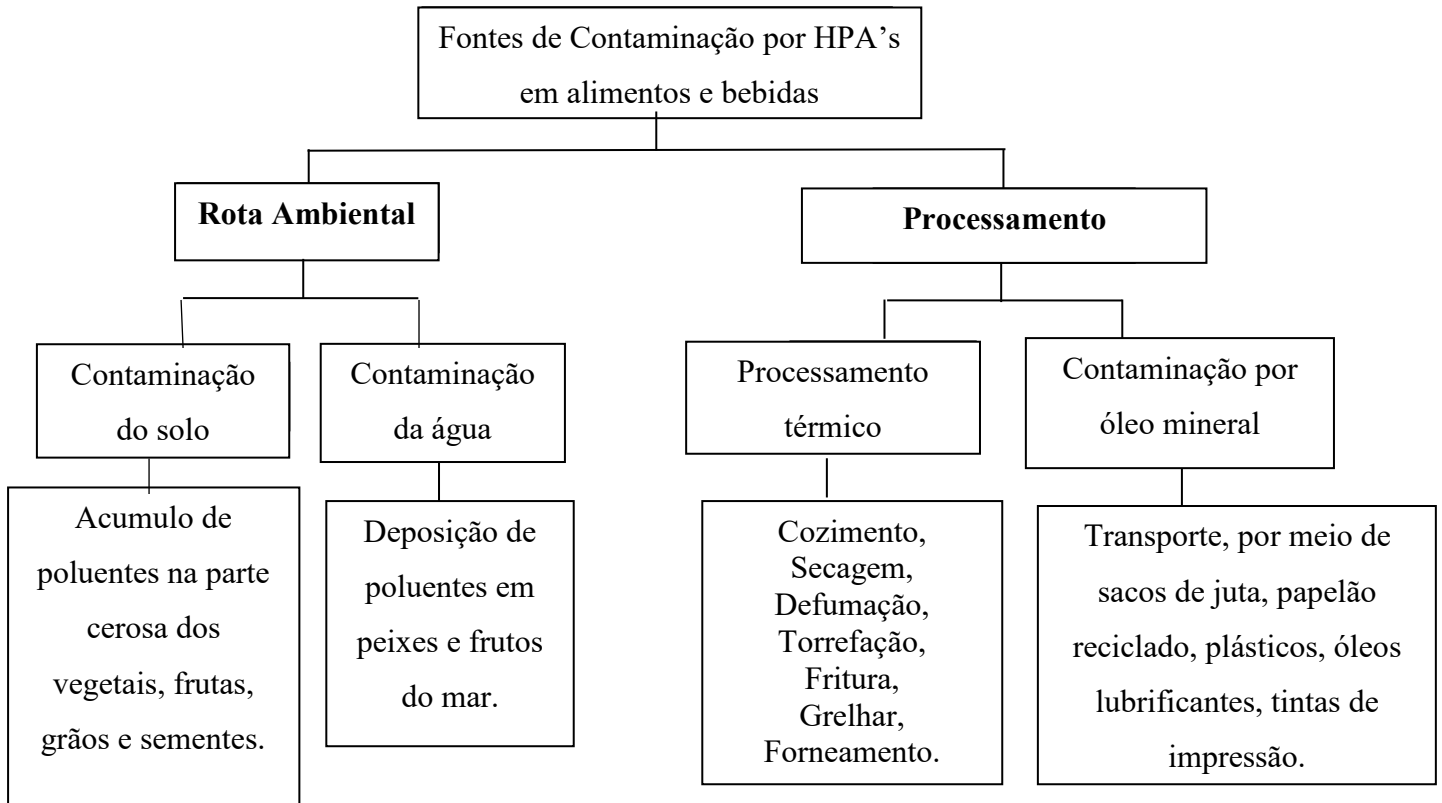 Fontes de Contaminação por HPA’s
em alimentos e bebidas
Rota Ambiental
Processamento
Contaminação
do solo
Contaminação
da água
Processamento
térmico
Contaminação por
óleo mineral
Acumulo de
poluentes na parte
cerosa dos
vegetais, frutas,
grãos e sementes.
Deposição de
poluentes em
peixes e frutos
do mar.
Cozimento,
Secagem,
Defumação,
Torrefação,
Fritura,
Grelhar,
Forneamento.
Transporte, por meio de
sacos de juta, papelão
reciclado, plásticos, óleos
lubrificantes, tintas de
impressão.